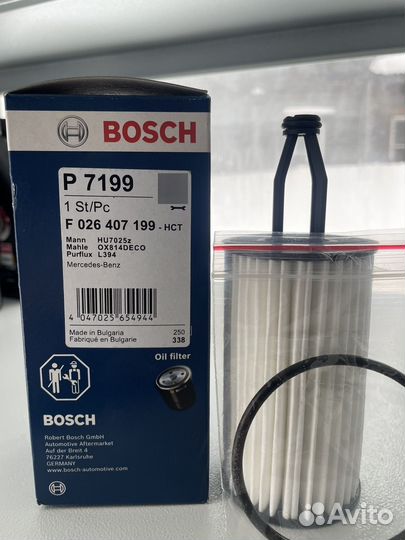 BOSCH
P 7199
1 St/Pc
F 026 407 199 - HCT
Mann HU7025z
Mahle OX814DECO
Purflux L394
Mercedes-Benz
4 047025 654944
Made in Bulgaria 250
Fabriqué en Bulgarie 338
Oil filter
BOSCH
Robert Bosch GmbH
Automotive Aftermarket
Auf der Breit 4
76227 Karlsruhe
GERMANY
www.bosch-automotive.com
BOSCH
Avito